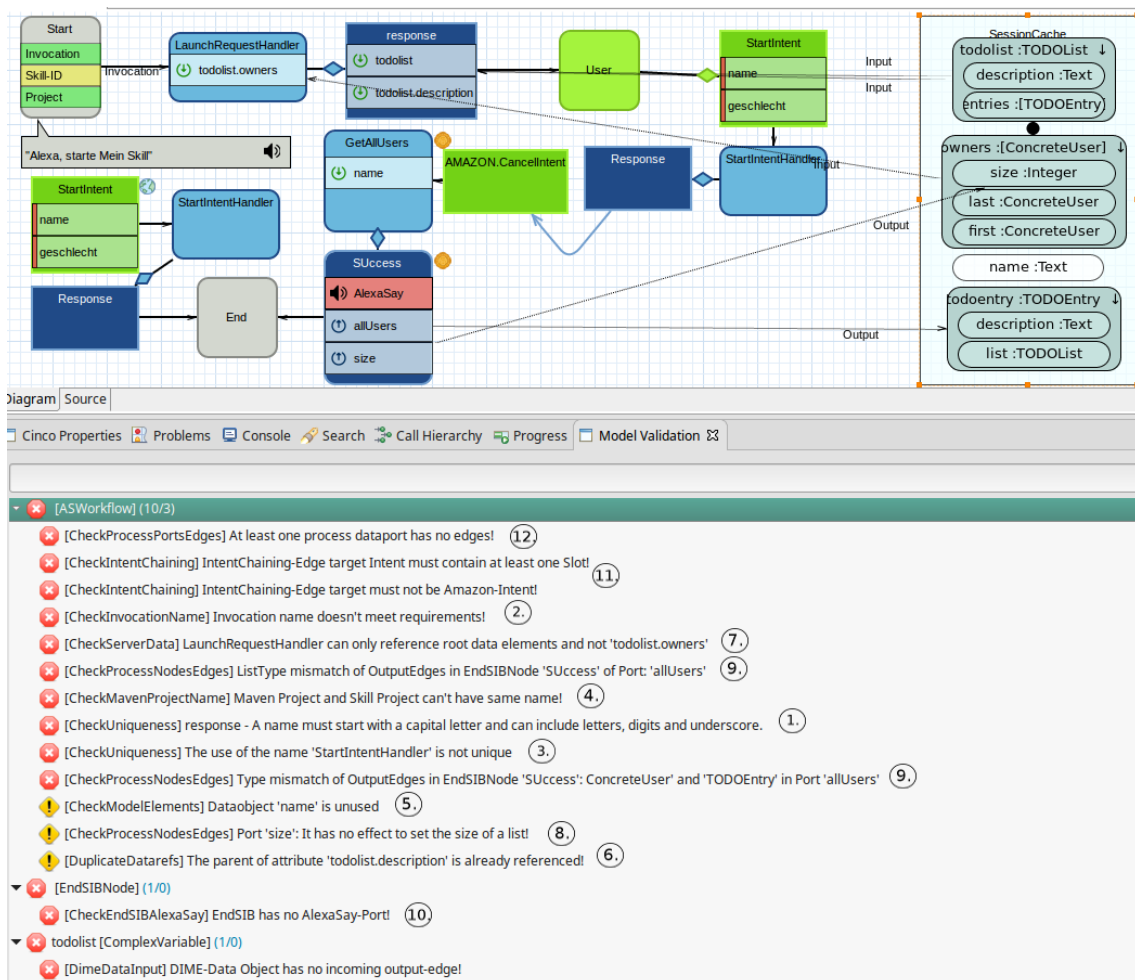 Start
Invocation
Skill-ID
Project
Invocation
"Alexa, starte Mein Skill"
LaunchRequestHandler
todolist.owners
response
todolist
todolist.description
User
StartIntent
name
geschlecht
Input
Input
SessionCache
todolist :TODOList ↓
description :Text
entries :[TODOEntry]
owners :[ConcreteUser] ↓
size :Integer
last :ConcreteUser
first :ConcreteUser
name :Text
todoentry :TODOEntry ↓
description :Text
list :TODOList
GetAllUsers
name
AMAZON.CancelIntent
Response
StartIntentHandler
Input
Output
Output
StartIntent
name
geschlecht
StartIntentHandler
Response
End
SUccess
AlexaSay
allUsers
size
Diagram Source
Cinco Properties Problems Console Search Call Hierarchy Progress Model Validation
[ASWorkflow] (10/3)
[CheckProcessPortsEdges] At least one process dataport has no edges! 12.
[CheckIntentChaining] IntentChaining-Edge target Intent must contain at least one Slot!
11.
[CheckIntentChaining] IntentChaining-Edge target must not be Amazon-Intent!
[CheckInvocationName] Invocation name doesn't meet requirements! 2.
[CheckServerData] LaunchRequestHandler can only reference root data elements and not 'todolist.owners' 7.
[CheckProcessNodesEdges] ListType mismatch of OutputEdges in EndSIBNode 'SUccess' of Port: 'allUsers' 9.
[CheckMavenProjectName] Maven Project and Skill Project can't have same name! 4.
[CheckUniqueness] response - A name must start with a capital letter and can include letters, digits and underscore. 1.
[CheckUniqueness] The use of the name 'StartIntentHandler' is not unique 3.
[CheckProcessNodesEdges] Type mismatch of OutputEdges in EndSIBNode 'SUccess': ConcreteUser' and 'TODOEntry' in Port 'allUsers' 9.
[CheckModelElements] Dataobject 'name' is unused 5.
[CheckProcessNodesEdges] Port 'size': It has no effect to set the size of a list! 8.
[DuplicateDatarefs] The parent of attribute 'todolist.description' is already referenced! 6.
[EndSIBNode] (1/0)
[CheckEndSIBAlexaSay] EndSIB has no AlexaSay-Port! 10.
todolist [ComplexVariable] (1/0)
[DimeDataInput] DIME-Data Object has no incoming output-edge!